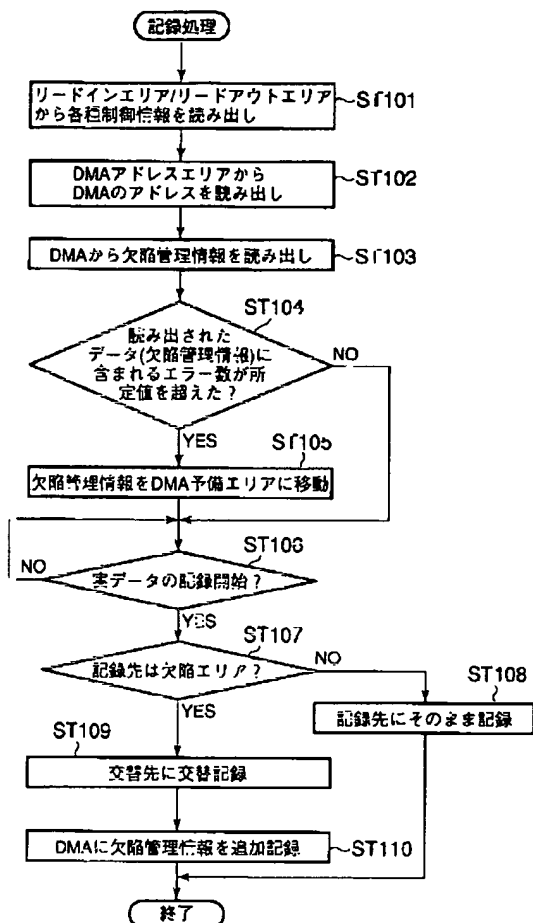 記録処理
リードインエリア/リードアウトエリア
から各種制御情報を読み出し
ST101
DMAアドレスエリアから
DMAのアドレスを読み出し
ST102
DMAから欠陥管理情報を読み出し
ST103
ST104
読み出された
データ(欠陥管理情報)に
含まれるエラー数が所
定値を超えた？
NO
YES
ST105
欠陥管理情報をDMA予備エリアに移動
ST106
実データの記録開始？
NO
YES
ST107
記録先は欠陥エリア？
NO
YES
ST108
記録先にそのまま記録
ST109
交替先に交替記録
DMAに欠陥管理情報を追加記録
ST110
終了